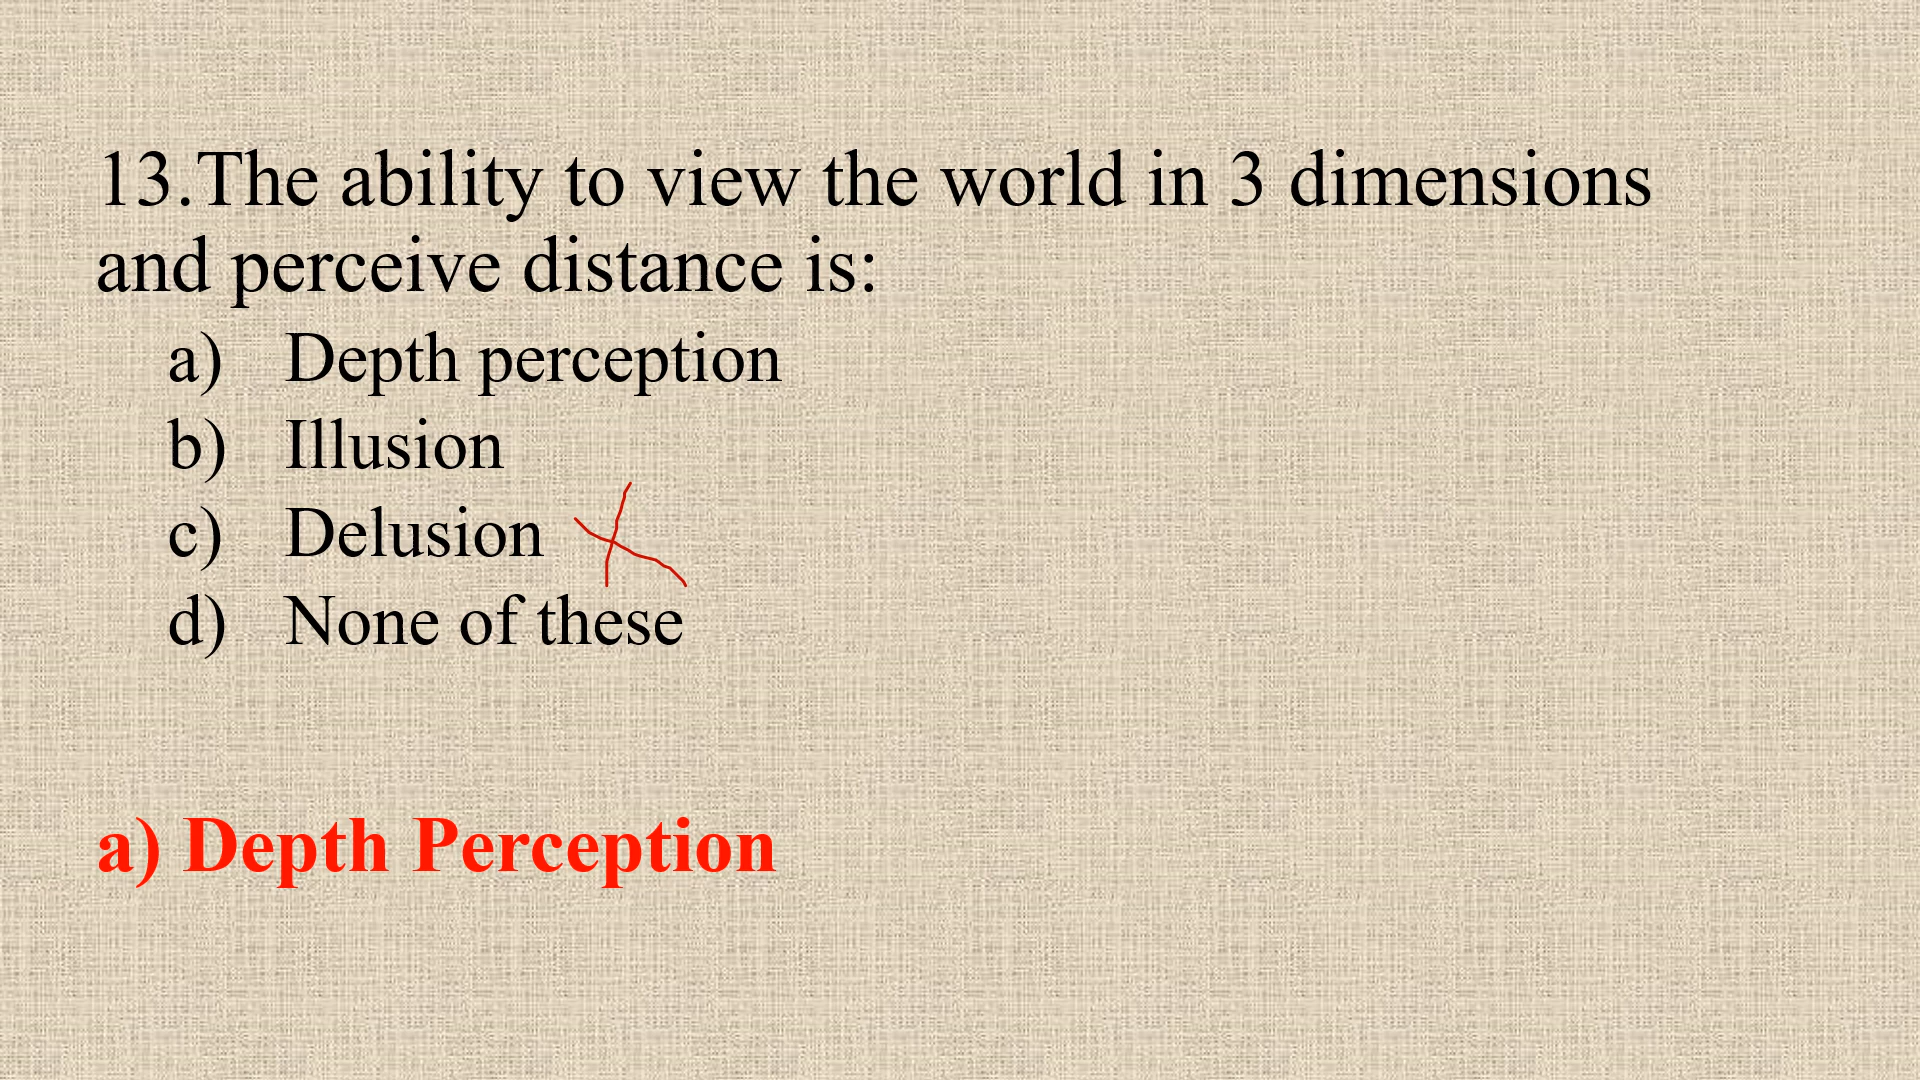 13.The ability to view the world in 3 dimensions
and perceive distance is:
a) Depth perception
b) Illusion
c) Delusion
d) None of these
a) Depth Perception